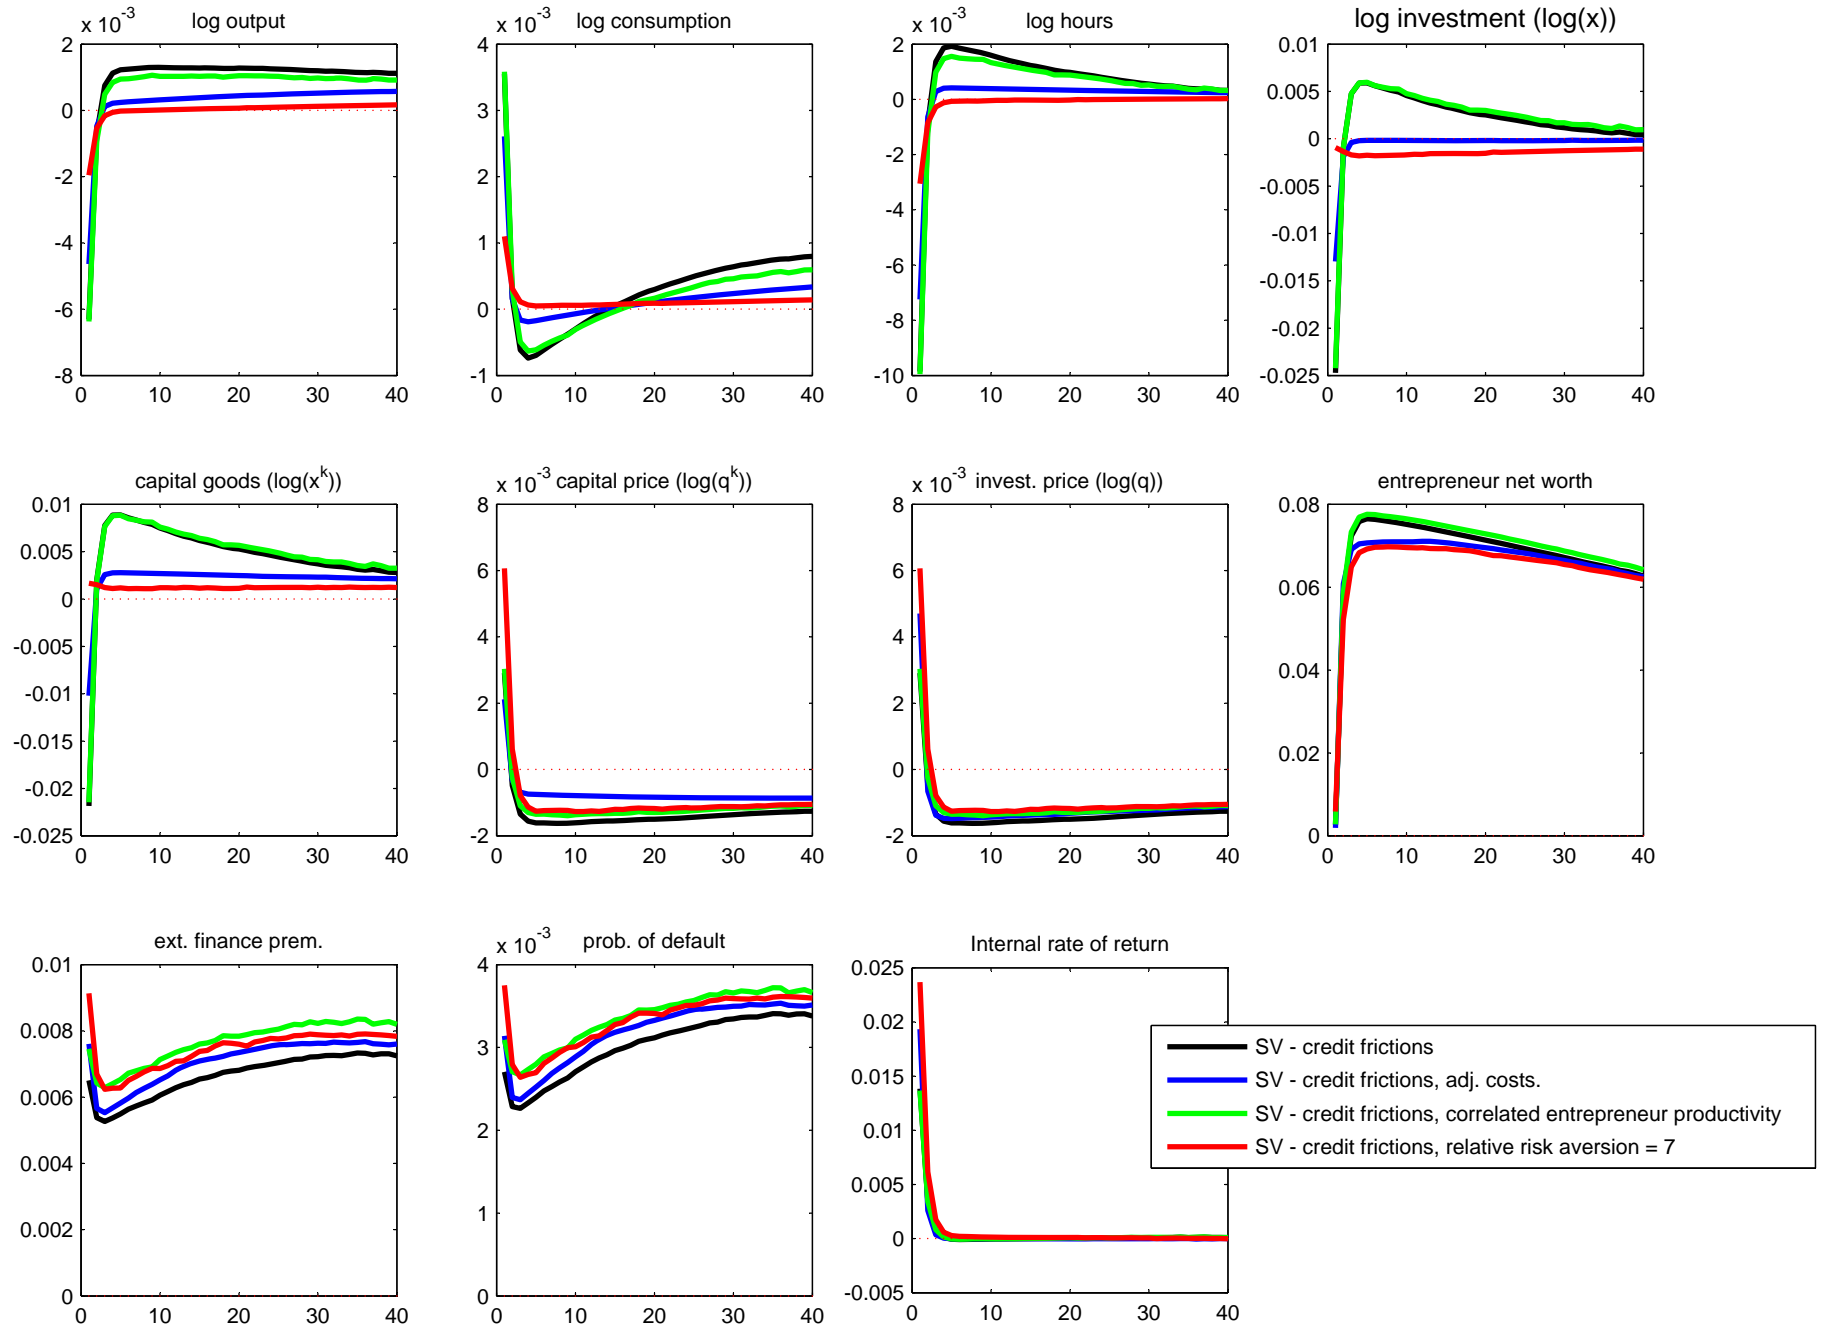 x 10^-3 log output
2
0
-2
-4
-6
-8
0 10 20 30 40
x 10^-3 log consumption
4
3
2
1
0
-1
0 10 20 30 40
x 10^-3 log hours
2
0
-2
-4
-6
-8
-10
0 10 20 30 40
log investment (log(x))
0.01
0.005
0
-0.005
-0.01
-0.015
-0.02
-0.025
0 10 20 30 40
capital goods (log(x^k))
0.01
0.005
0
-0.005
-0.01
-0.015
-0.02
-0.025
0 10 20 30 40
x 10^-3 capital price (log(q^k))
8
6
4
2
0
-2
0 10 20 30 40
x 10^-3 invest. price (log(q))
8
6
4
2
0
-2
0 10 20 30 40
entrepreneur net worth
0.08
0.06
0.04
0.02
0
0 10 20 30 40
ext. finance prem.
0.01
0.008
0.006
0.004
0.002
0
0 10 20 30 40
x 10^-3 prob. of default
4
3
2
1
0
0 10 20 30 40
Internal rate of return
0.025
0.02
0.015
0.01
0.005
0
-0.005
0 10 20 30 40
SV - credit frictions
SV - credit frictions, adj. costs.
SV - credit frictions, correlated entrepreneur productivity
SV - credit frictions, relative risk aversion = 7